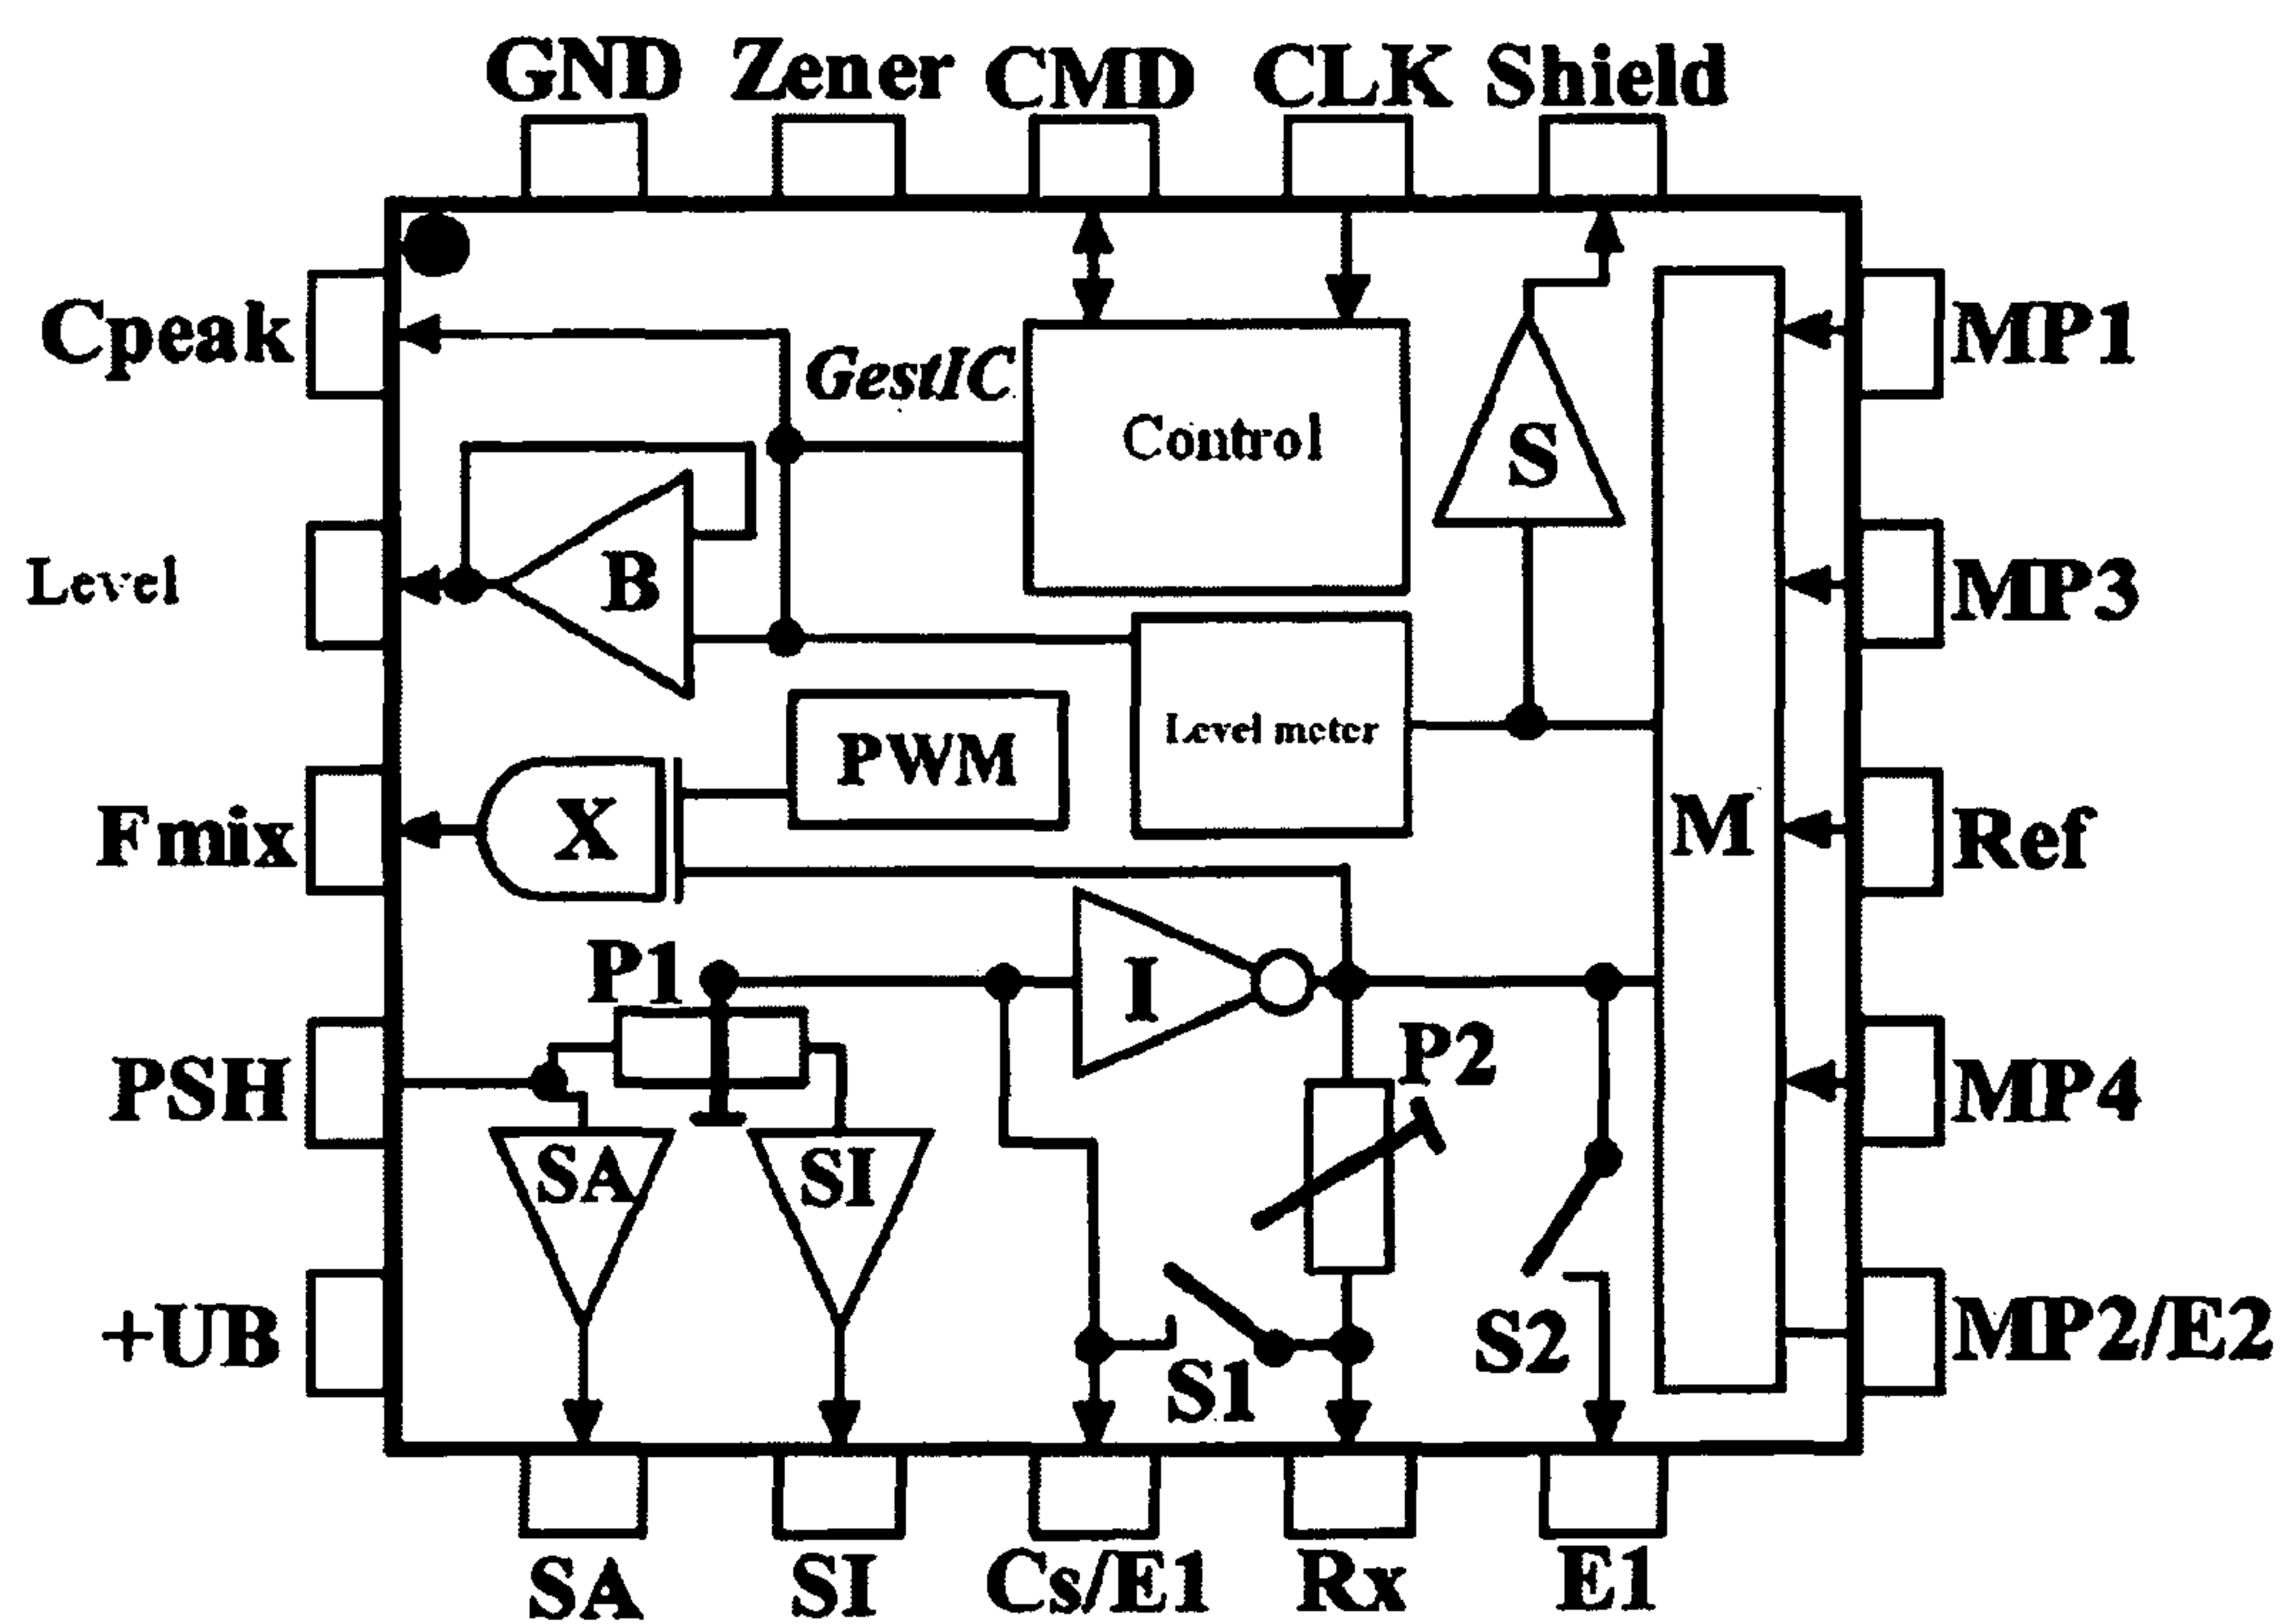 GND Zener CMD CLK Shield
Cpeak
GestIC
Control
S
MP1
Level
B
MP3
Level meter
PWM
Fmix
X
M
Ref
P1
I
P2
PSH
SA
SI
MP4
+UB
S1
S2
MP2/E2
SA SI Cs/E1 Rx E1